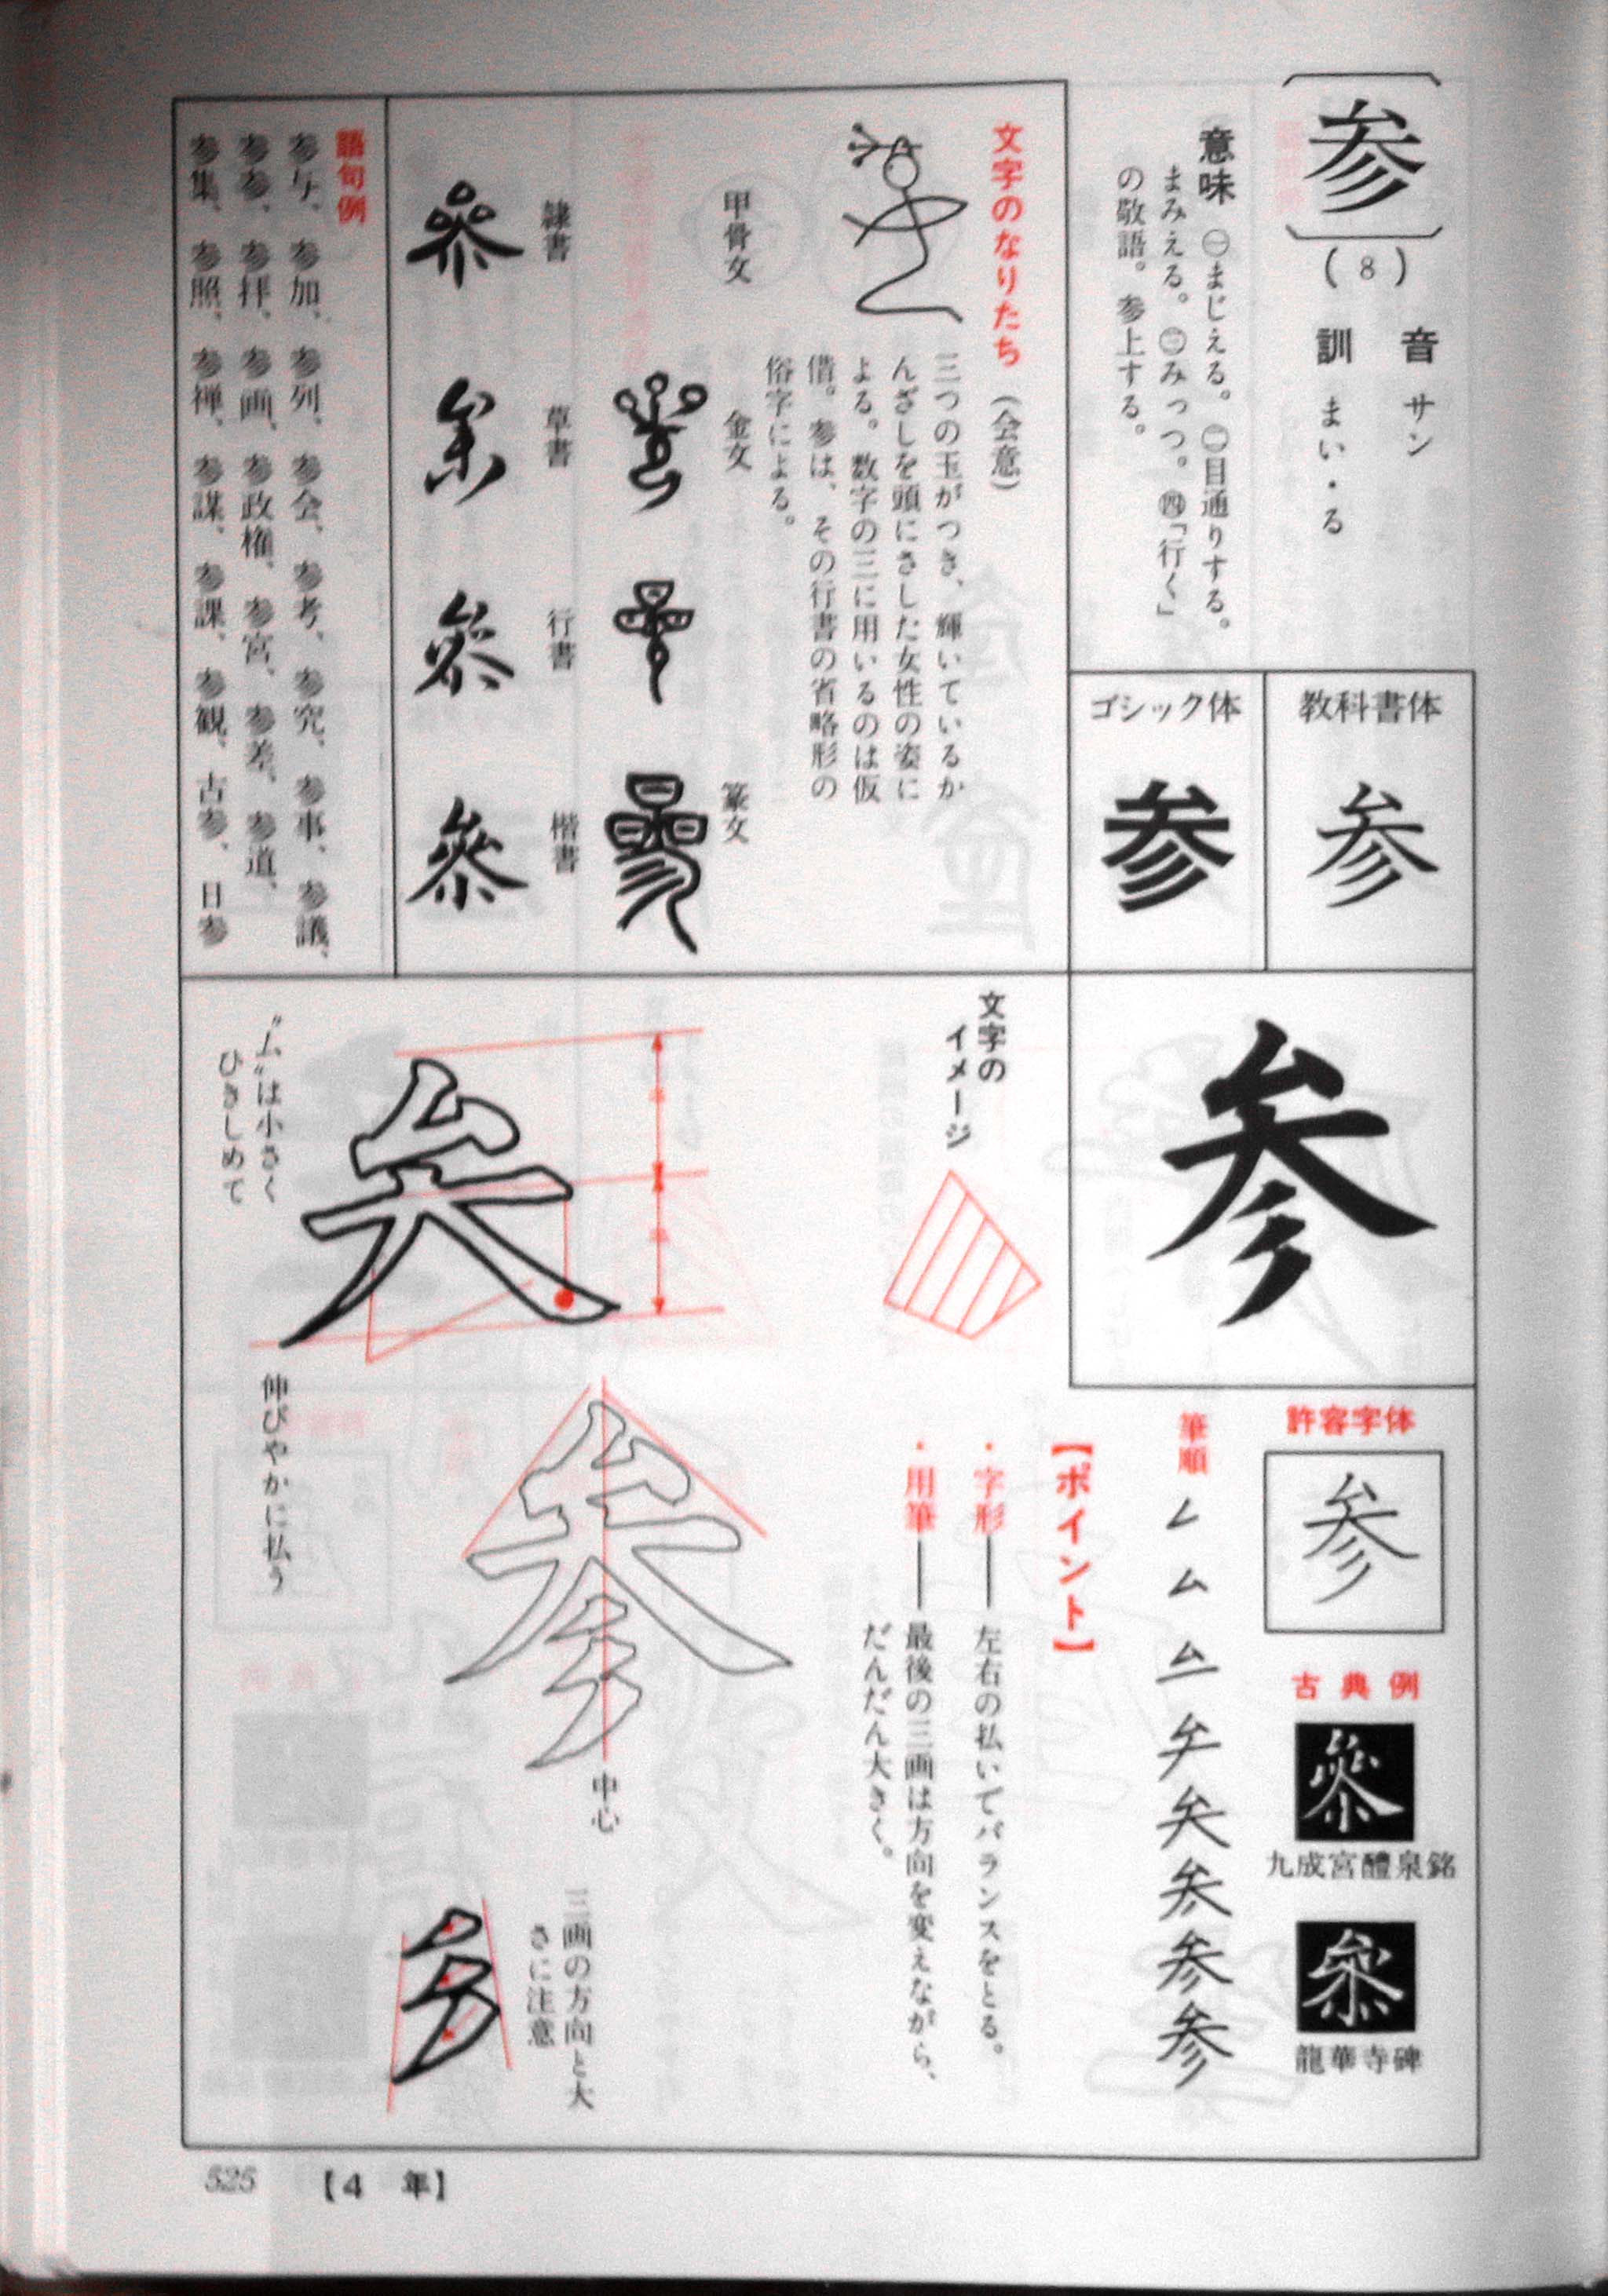 参
(8)
音 サン
訓 まい・る
意味 ㊀まじえる。㊁目通りする。
まみえる。㊂みっつ。㊃「行く」
の敬語。参上する。
教科書体
参
ゴシック体
参
文字のなりたち(会意)
三つの玉がつき、輝いているか
んざしを頭にさした女性の姿に
よる。数字の三に用いるのは仮
借。参は、その行書の省略形の
俗字による。
甲骨文
金文
篆文
隷書
草書
行書
楷書
語句例
参与、参加、参列、参会、参考、参究、参事、参議、
参参、参拝、参画、参政権、参宮、参差、参道、
参集、参照、参禅、参謀、参課、参観、古参、日参
参
許容字体
参
古典例
九成宮醴泉銘
龍華寺碑
筆順
参
【ポイント】
・字形──左右の払いでバランスをとる。
・用筆──最後の三画は方向を変えながら、
だんだん大きく。
文字の
イメージ
中心
三画の方向と大
きに注意
〝ム〟は小さく
ひきしめて
伸びやかに払う
525
【4 年】